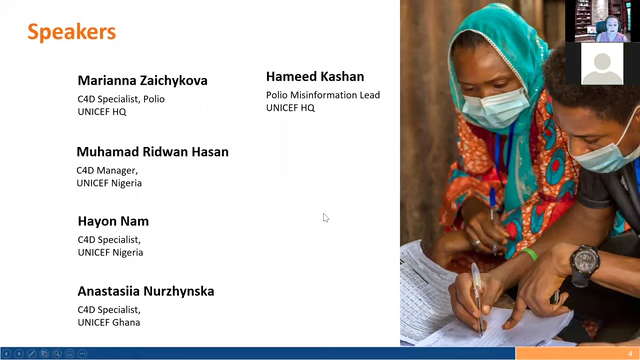 Speakers
Marianna Zaichykova
C4D Specialist, Polio
UNICEF HQ
Muhamad Ridwan Hasan
C4D Manager,
UNICEF Nigeria
Hayon Nam
C4D Specialist,
UNICEF Nigeria
Anastasiia Nurzhynska
C4D Specialist,
UNICEF Ghana
Hameed Kashan
Polio Misinformation Lead
UNICEF HQ